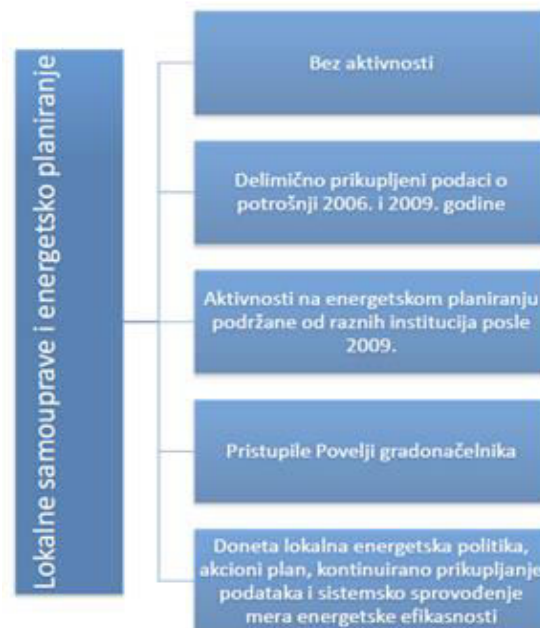 Lokalne samouprave i energetsko planiranje
Bez aktivnosti
Delimično prikupljeni podaci o
potrošnji 2006. i 2009. godine
Aktivnosti na energetskom planiranju
podržane od raznih institucija posle
2009.
Pristupile Povelji gradonačelnika
Doneta lokalna energetska politika,
akcioni plan, kontinuirano prikupljanje
podataka i sistemsko sprovođenje
mera energetske efikasnosti